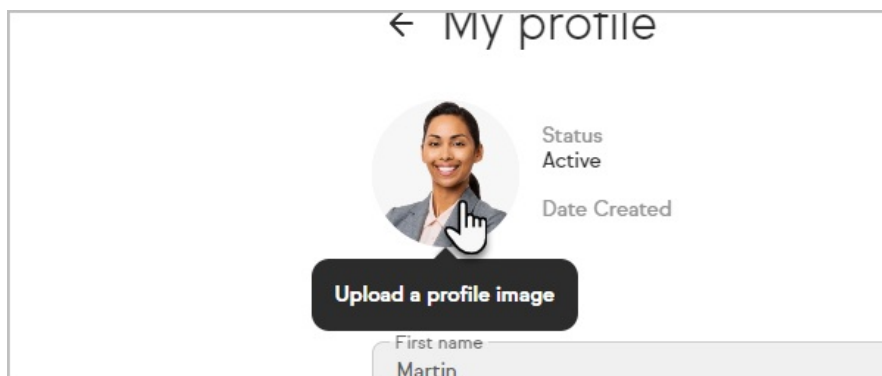 ← My profile
Status
Active
Date Created
Upload a profile image
First name
Martin